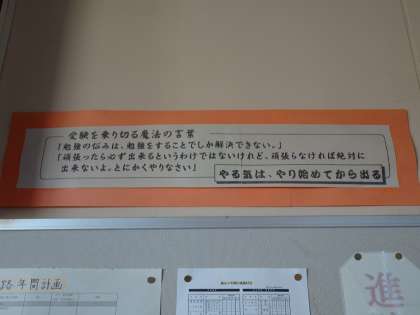 受験を乗り切る魔法の言葉
「勉強の悩みは、勉強をすることでしか解決できない。」
「頑張ったら必ず出来るというわけではないけれど、頑張らなければ絶対に
出来ないよ。とにかくやりなさい」
やる気は、やり始めてから出る
路年間計画
進